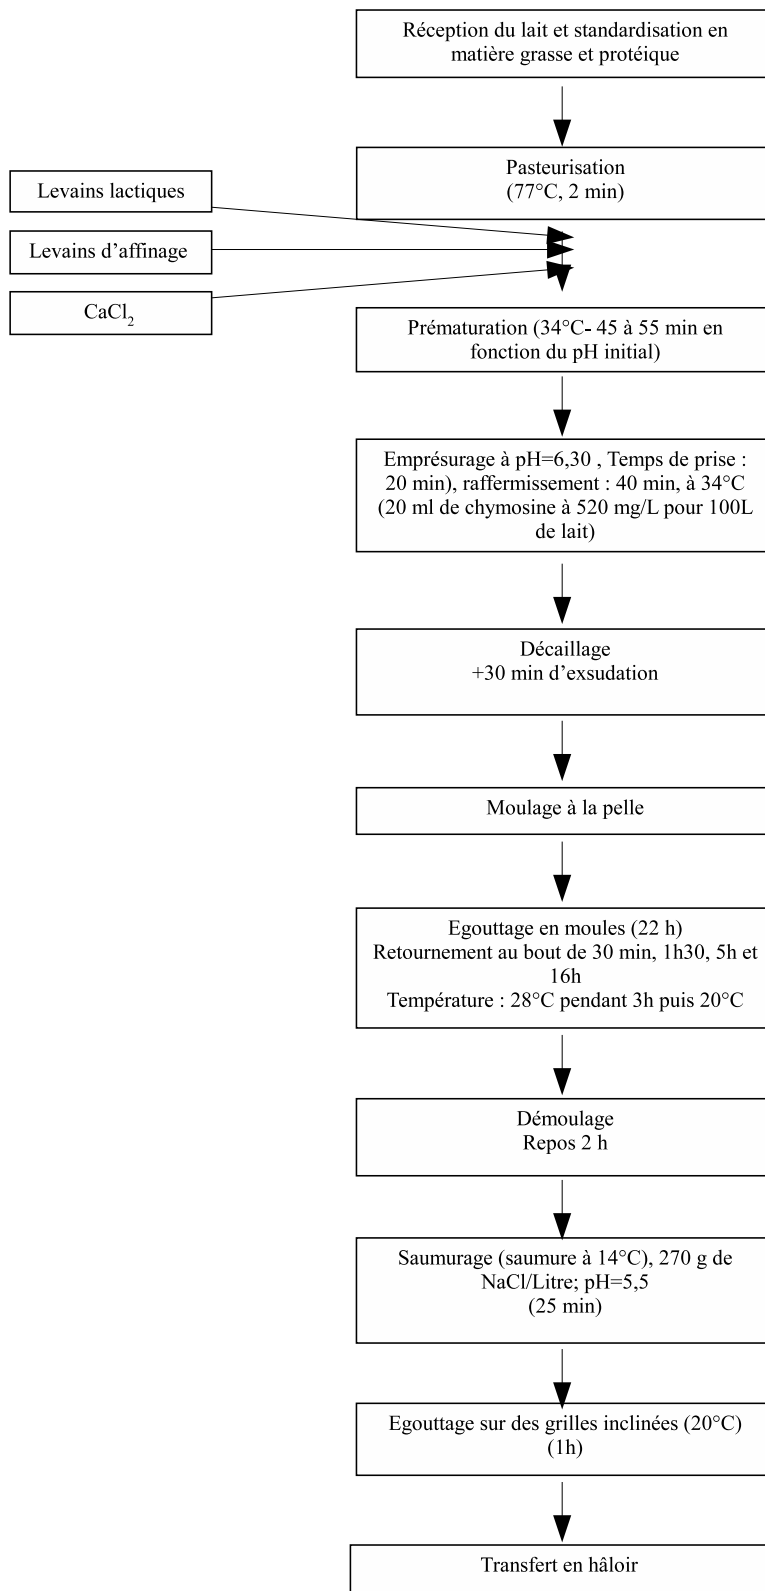 Réception du lait et standardisation en
matière grasse et protéique
Pasteurisation
(77°C, 2 min)
Levains lactiques
Levains d’affinage
CaCl2
Prématuration (34°C- 45 à 55 min en
fonction du pH initial)
Emprésurage à pH=6,30 , Temps de prise :
20 min), raffermissement : 40 min, à 34°C
(20 ml de chymosine à 520 mg/L pour 100L
de lait)
Décaillage
+30 min d’exsudation
Moulage à la pelle
Egouttage en moules (22 h)
Retournement au bout de 30 min, 1h30, 5h et
16h
Température : 28°C pendant 3h puis 20°C
Démoulage
Repos 2 h
Saumurage (saumure à 14°C), 270 g de
NaCl/Litre; pH=5,5
(25 min)
Egouttage sur des grilles inclinées (20°C)
(1h)
Transfert en hâloir